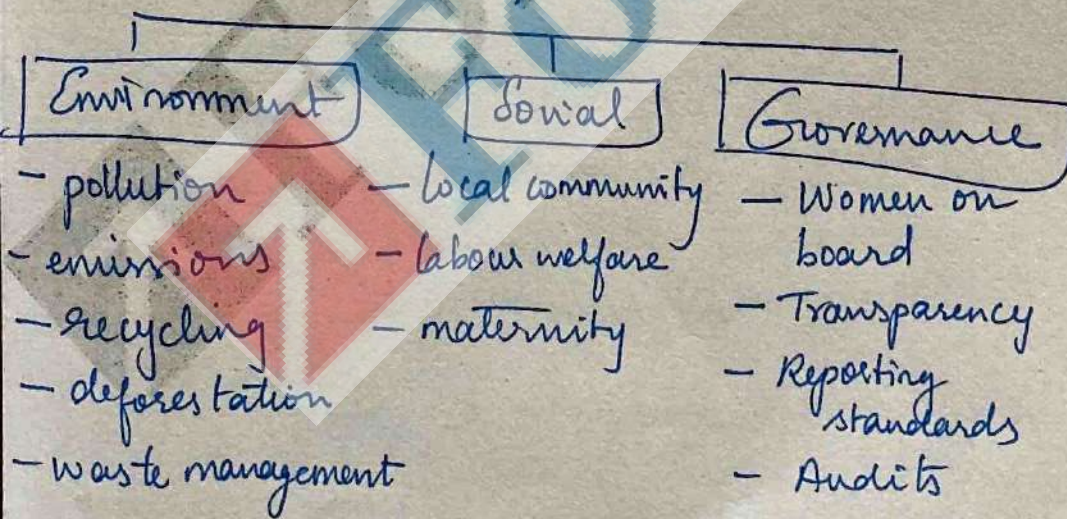 Environment
- pollution
- emissions
- recycling
- deforestation
- waste management
Social
- local community
- labour welfare
- maternity
Governance
- Women on
board
- Transparency
- Reporting
standards
- Audits